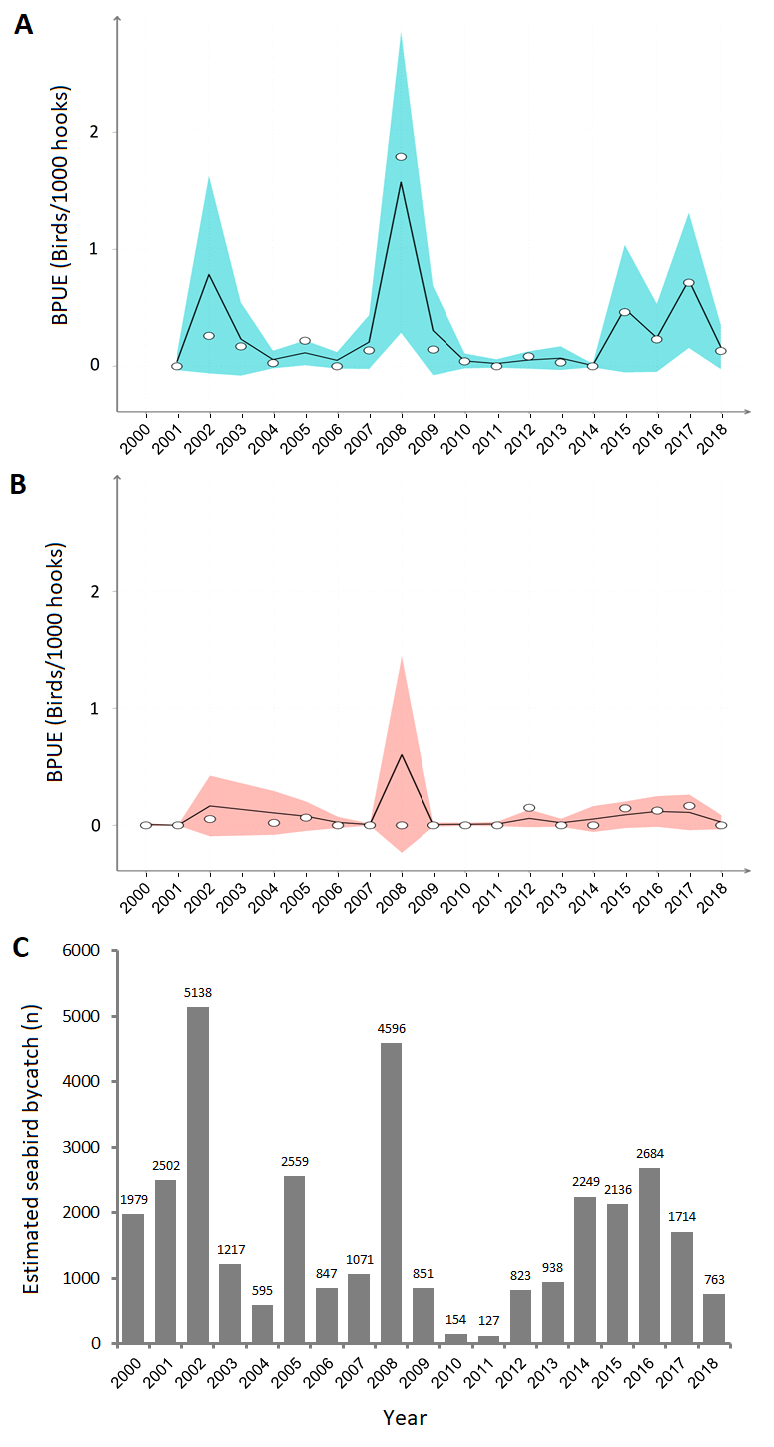 A
BPUE (Birds/1000 hooks)
2
1
0
2000 2001 2002 2003 2004 2005 2006 2007 2008 2009 2010 2011 2012 2013 2014 2015 2016 2017 2018
B
BPUE (Birds/1000 hooks)
2
1
0
2000 2001 2002 2003 2004 2005 2006 2007 2008 2009 2010 2011 2012 2013 2014 2015 2016 2017 2018
C
Estimated seabird bycatch (n)
6000
5000
4000
3000
2000
1000
0
1979 2502 5138 1217 595 2559 847 1071 4596 851 154 127 823 938 2249 2136 2684 1714 763
2000 2001 2002 2003 2004 2005 2006 2007 2008 2009 2010 2011 2012 2013 2014 2015 2016 2017 2018
Year